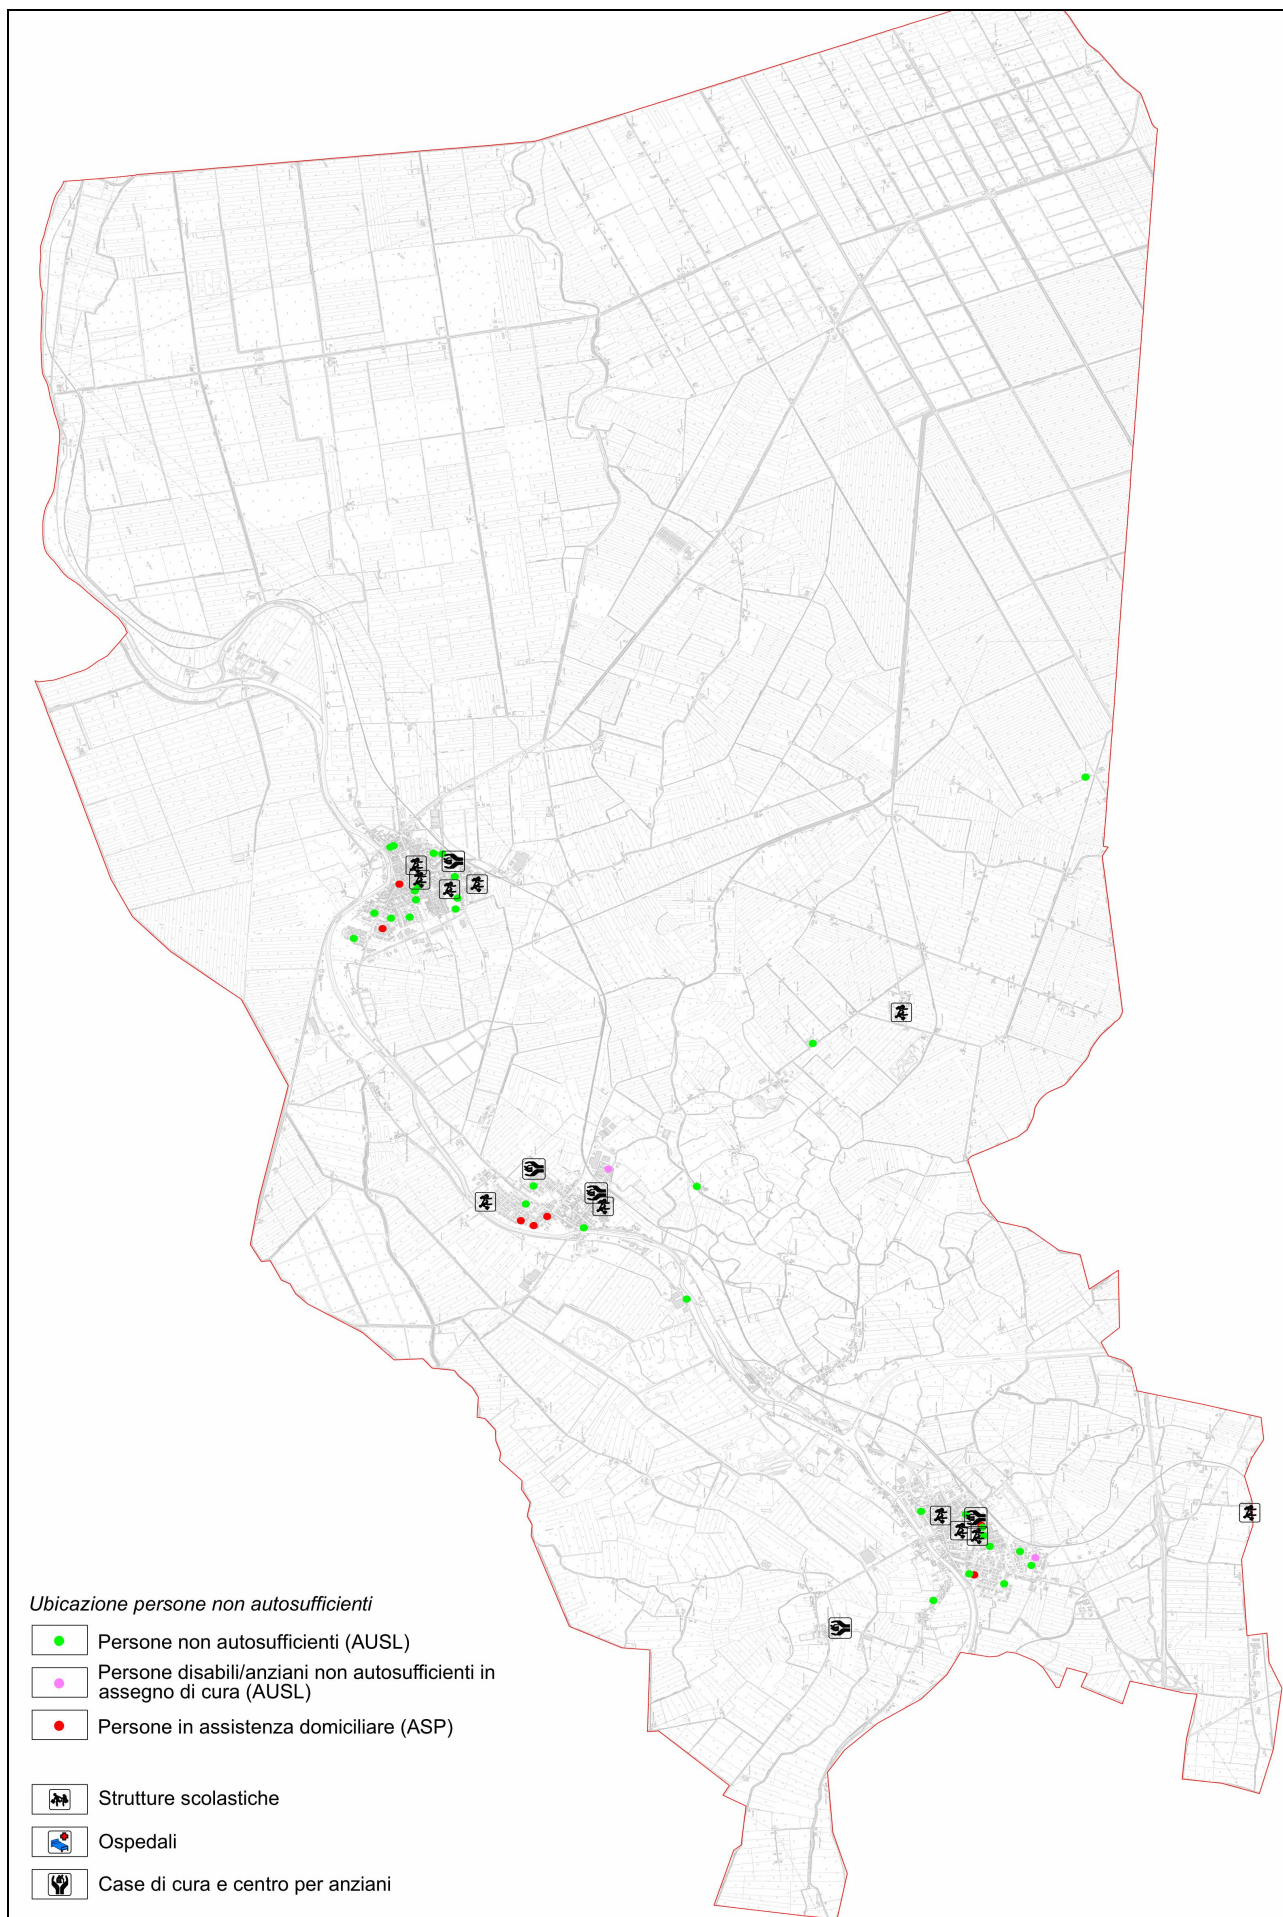 Ubicazione persone non autosufficienti
Persone non autosufficienti (AUSL)
Persone disabili/anziani non autosufficienti in
assegno di cura (AUSL)
Persone in assistenza domiciliare (ASP)
Strutture scolastiche
Ospedali
Case di cura e centro per anziani